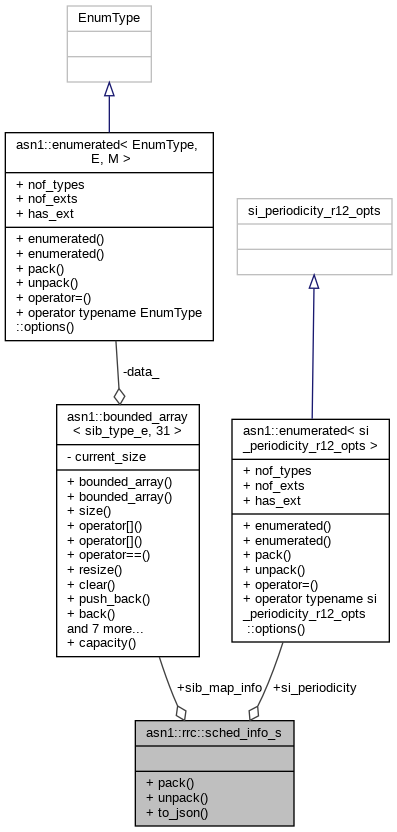 EnumType
asn1::enumerated< EnumType,
E, M >
+ nof_types
+ nof_exts
+ has_ext
+ enumerated()
+ enumerated()
+ pack()
+ unpack()
+ operator=()
+ operator typename EnumType
::options()
si_periodicity_r12_opts
-data_
asn1::bounded_array
< sib_type_e, 31 >
- current_size
+ bounded_array()
+ bounded_array()
+ size()
+ operator[]()
+ operator[]()
+ operator==()
+ resize()
+ clear()
+ push_back()
+ back()
and 7 more...
+ capacity()
asn1::enumerated< si
_periodicity_r12_opts >
+ nof_types
+ nof_exts
+ has_ext
+ enumerated()
+ enumerated()
+ pack()
+ unpack()
+ operator=()
+ operator typename si
_periodicity_r12_opts
::options()
+sib_map_info
+si_periodicity
asn1::rrc::sched_info_s
+ pack()
+ unpack()
+ to_json()